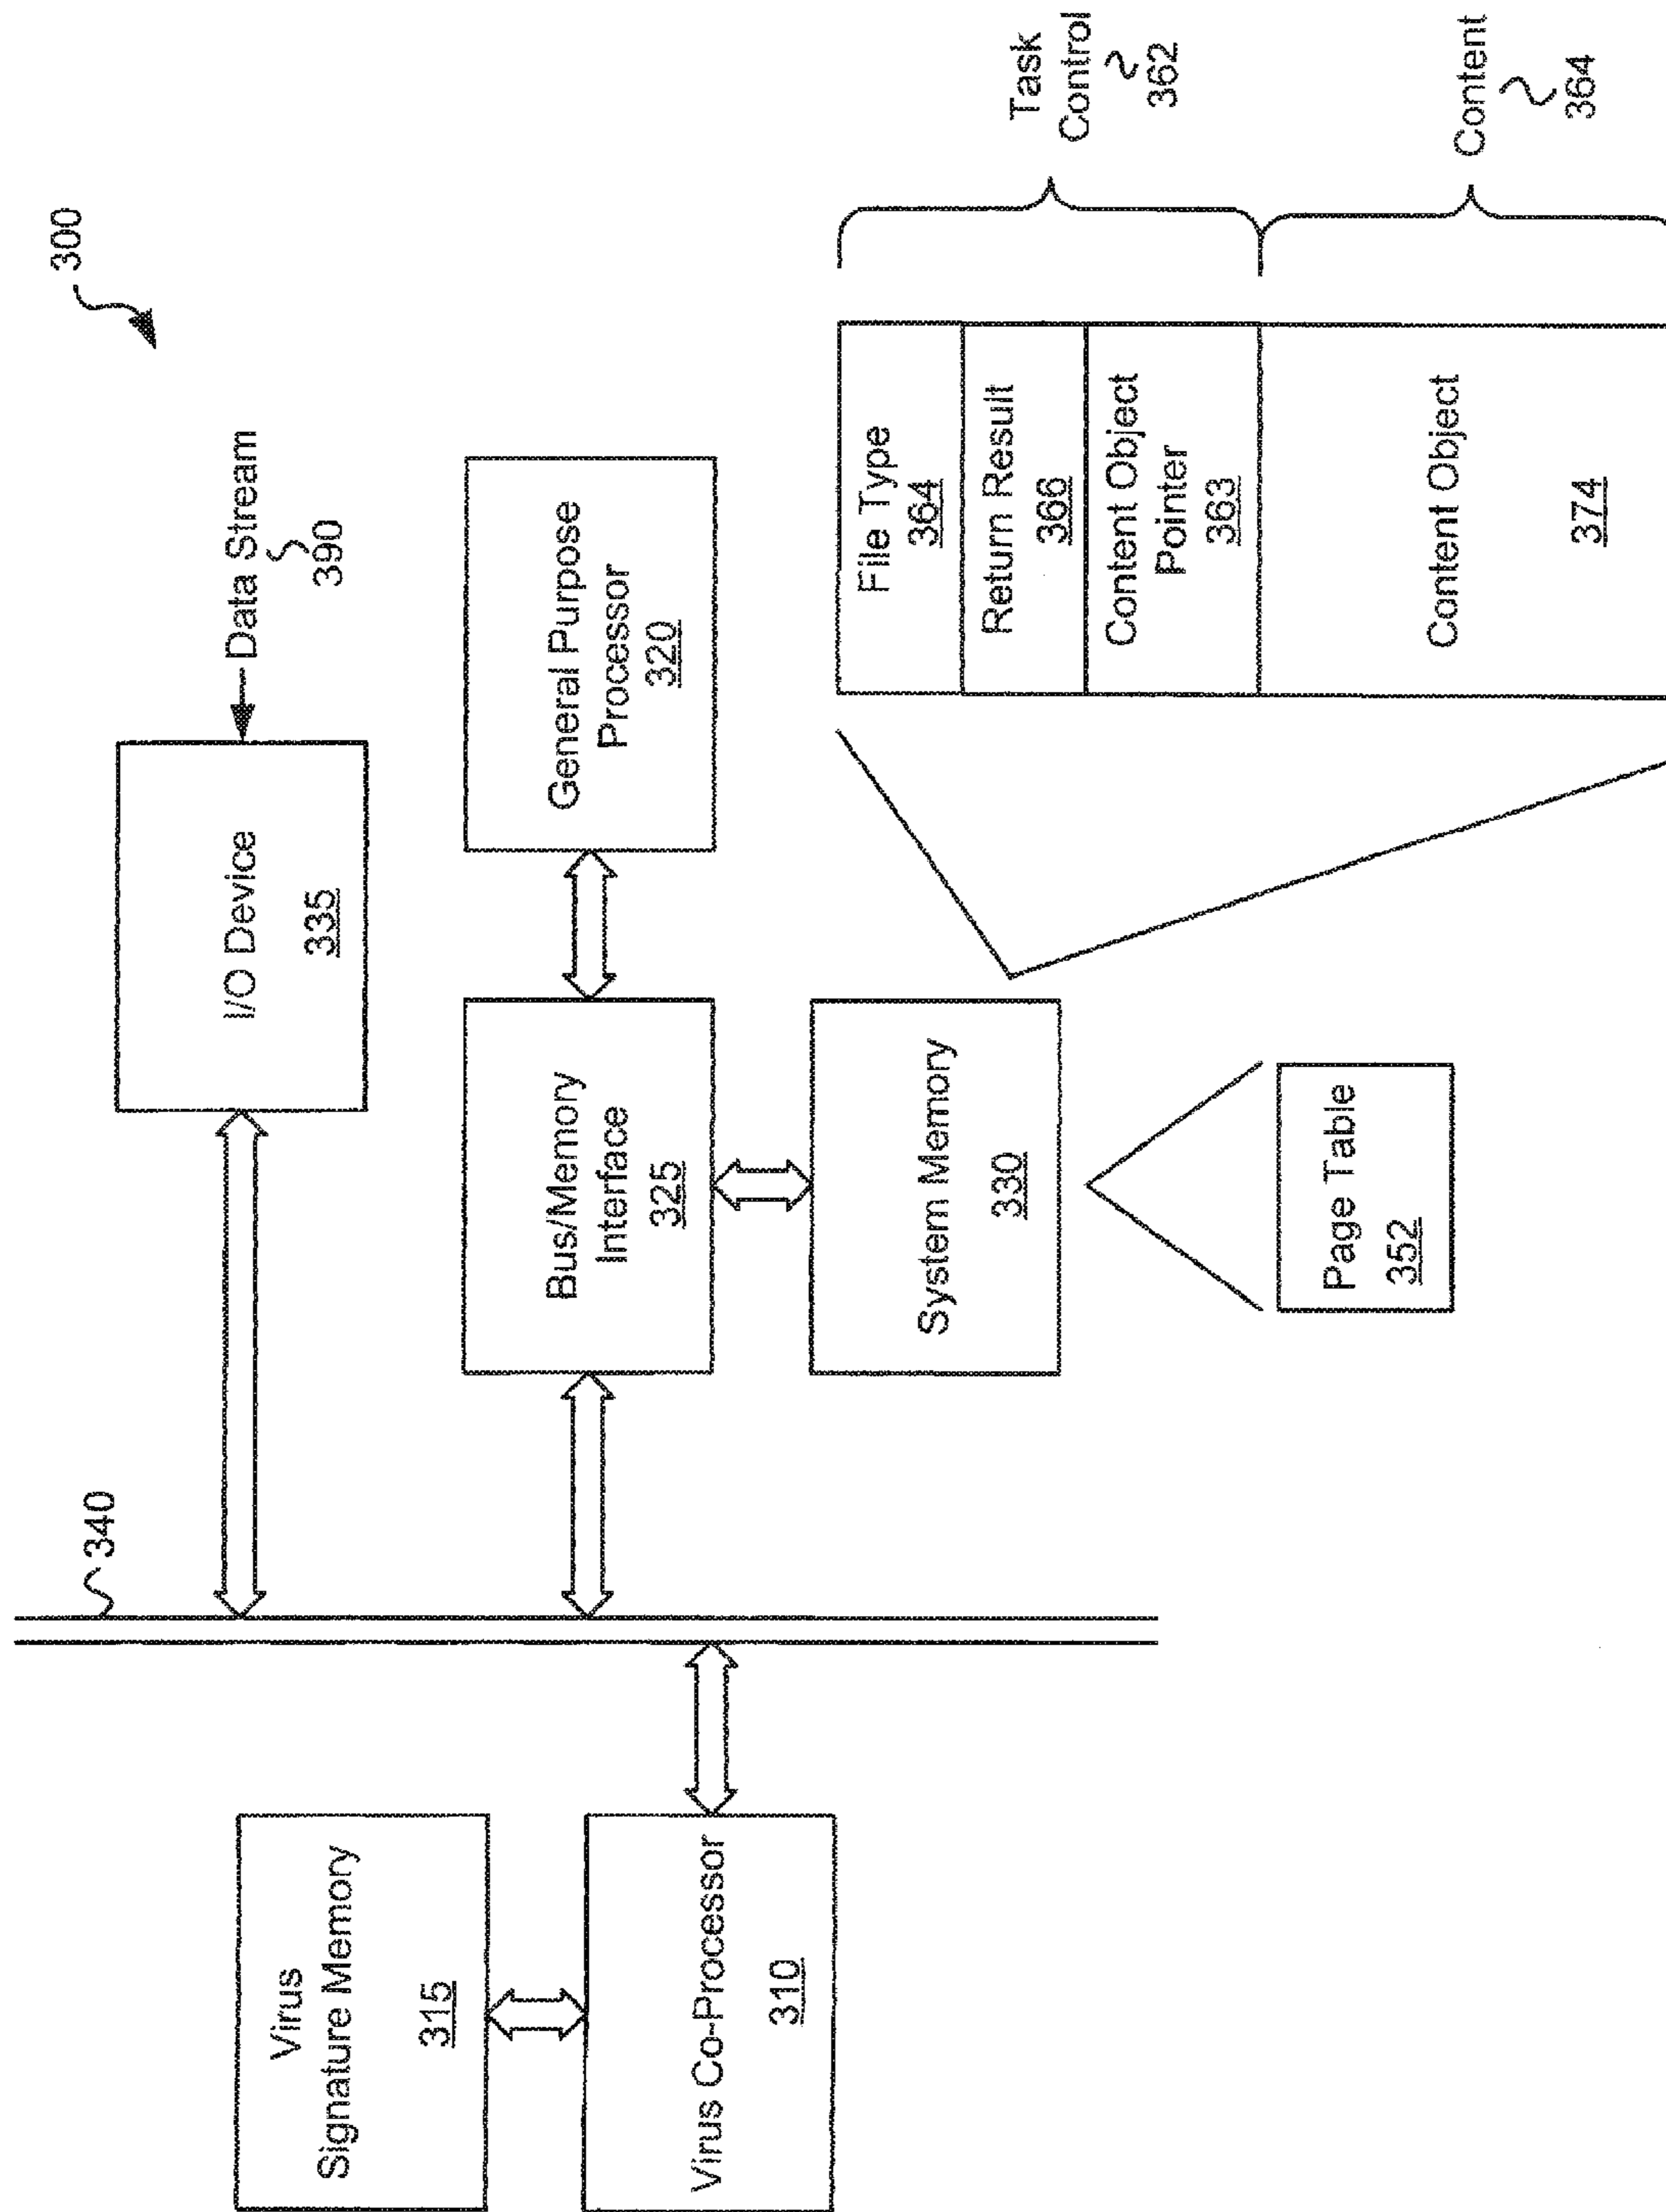 300
340
Virus
Signature Memory
315
Virus Co-Processor
310
I/O Device
335
Data Stream
390
Bus/Memory
Interface
325
General Purpose
Processor
320
System Memory
330
Page Table
352
File Type
364
Return Result
366
Content Object
Pointer
363
Content Object
374
Task
Control
362
Content
364